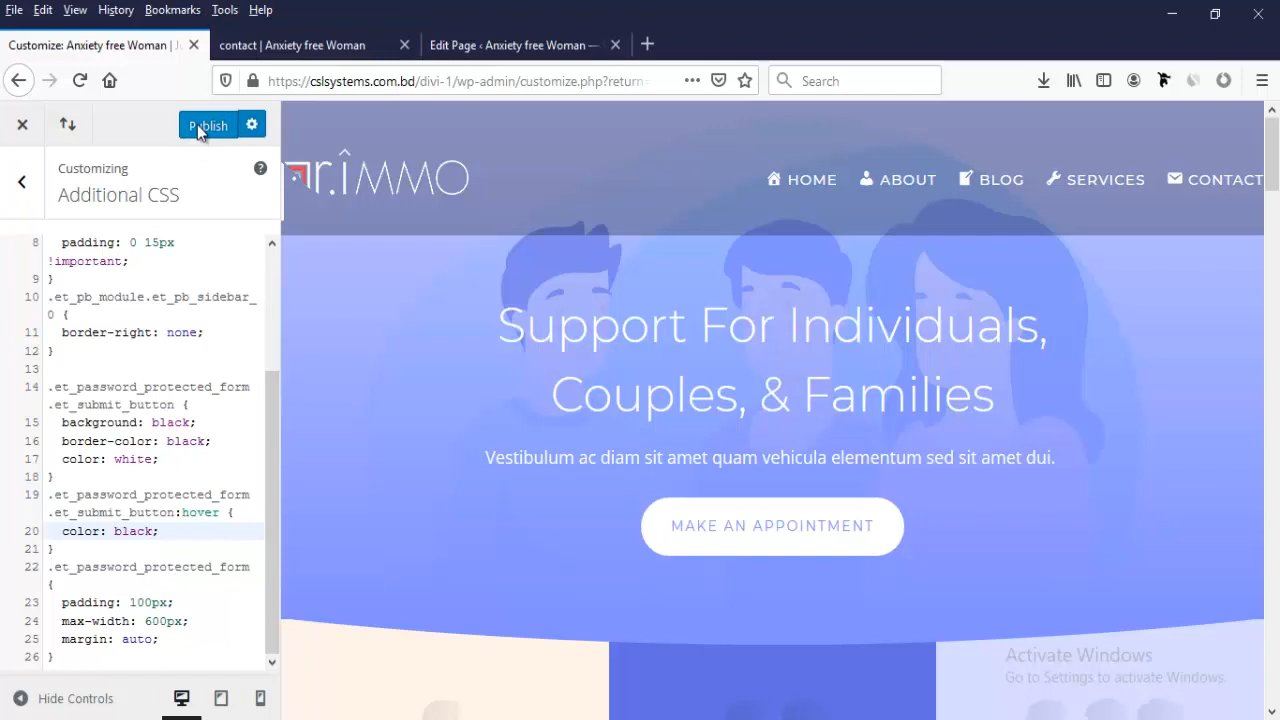 File Edit View History Bookmarks Tools Help
Customize: Anxiety free Woman |
contact | Anxiety free Woman
Edit Page ‹ Anxiety free Woman —
https://cslsystems.com.bd/divi-1/wp-admin/customize.php?return=
Search
Publish
Customizing
Additional CSS
8 padding: 0 15px
!important;
9 }
10 .et_pb_module.et_pb_sidebar_
0 {
11 border-right: none;
12 }
13
14 .et_password_protected_form
.et_submit_button {
15 background: black;
16 border-color: black;
17 color: white;
18 }
19 .et_password_protected_form
.et_submit_button:hover {
20 color: black;
21 }
22 .et_password_protected_form
{
23 padding: 100px;
24 max-width: 600px;
25 margin: auto;
26 }
Hide Controls
r.îMMO
HOME ABOUT BLOG SERVICES CONTACT
Support For Individuals,
Couples, & Families
Vestibulum ac diam sit amet quam vehicula elementum sed sit amet dui.
MAKE AN APPOINTMENT
Activate Windows
Go to Settings to activate Windows.